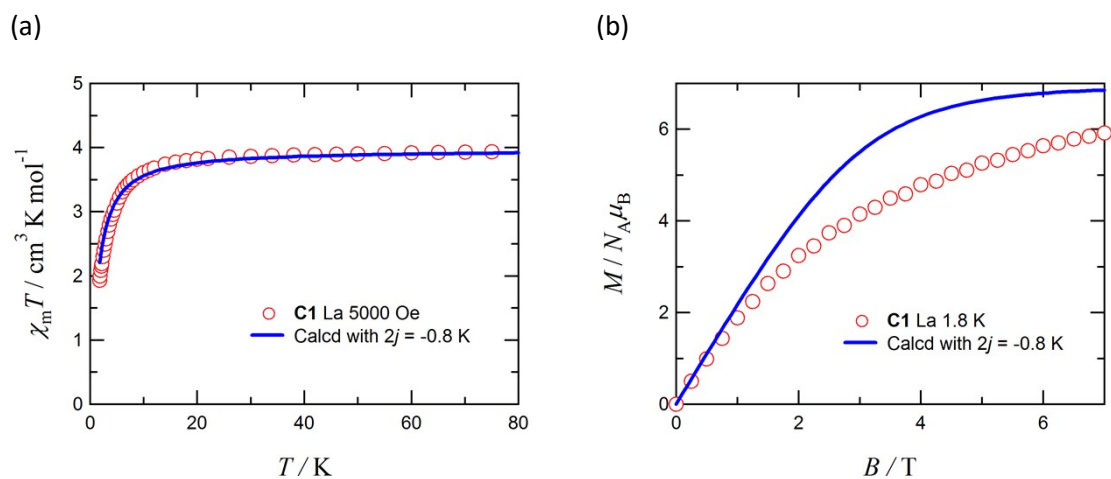 (a)
(b)
5
4
3
2
1
0
χmT / cm³ K mol⁻¹
C1 La 5000 Oe
Calcd with 2j = -0.8 K
0
20
40
60
80
T / K
6
4
2
0
M / NAμB
C1 La 1.8 K
Calcd with 2j = -0.8 K
0
2
4
6
B / T